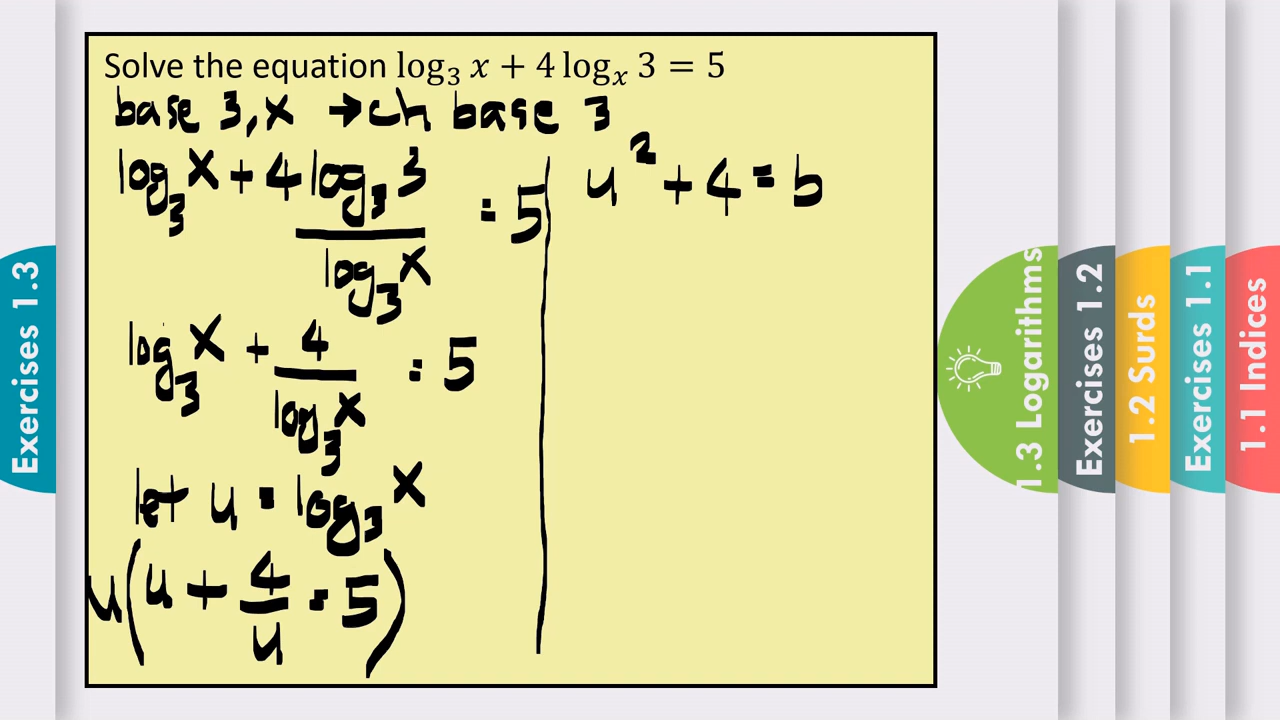 Solve the equation log₃ x + 4 logₓ 3 = 5
base 3, x → ch base 3
log₃ x + 4 log₃ 3 / log₃ x = 5
log₃ x + 4 / log₃ x = 5
let u = log₃ x
u(u + 4/u = 5)
u² + 4 = b
Exercises 1.3
1.3 Logarithms
Exercises 1.2
1.2 Surds
Exercises 1.1
1.1 Indices